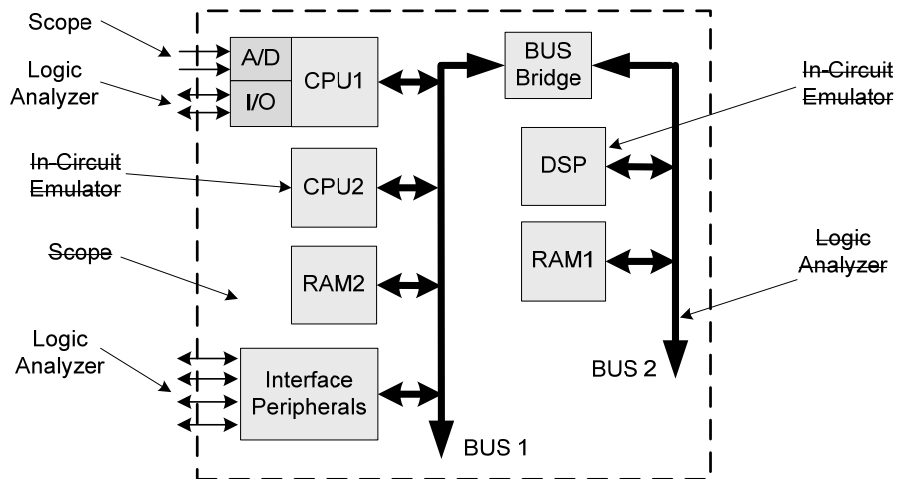 Scope
A/D
CPU1
I/O
Logic
Analyzer
BUS
Bridge
In-Circuit
Emulator
In-Circuit
Emulator
CPU2
DSP
Scope
RAM2
RAM1
Logic
Analyzer
Logic
Analyzer
Interface
Peripherals
BUS 2
BUS 1